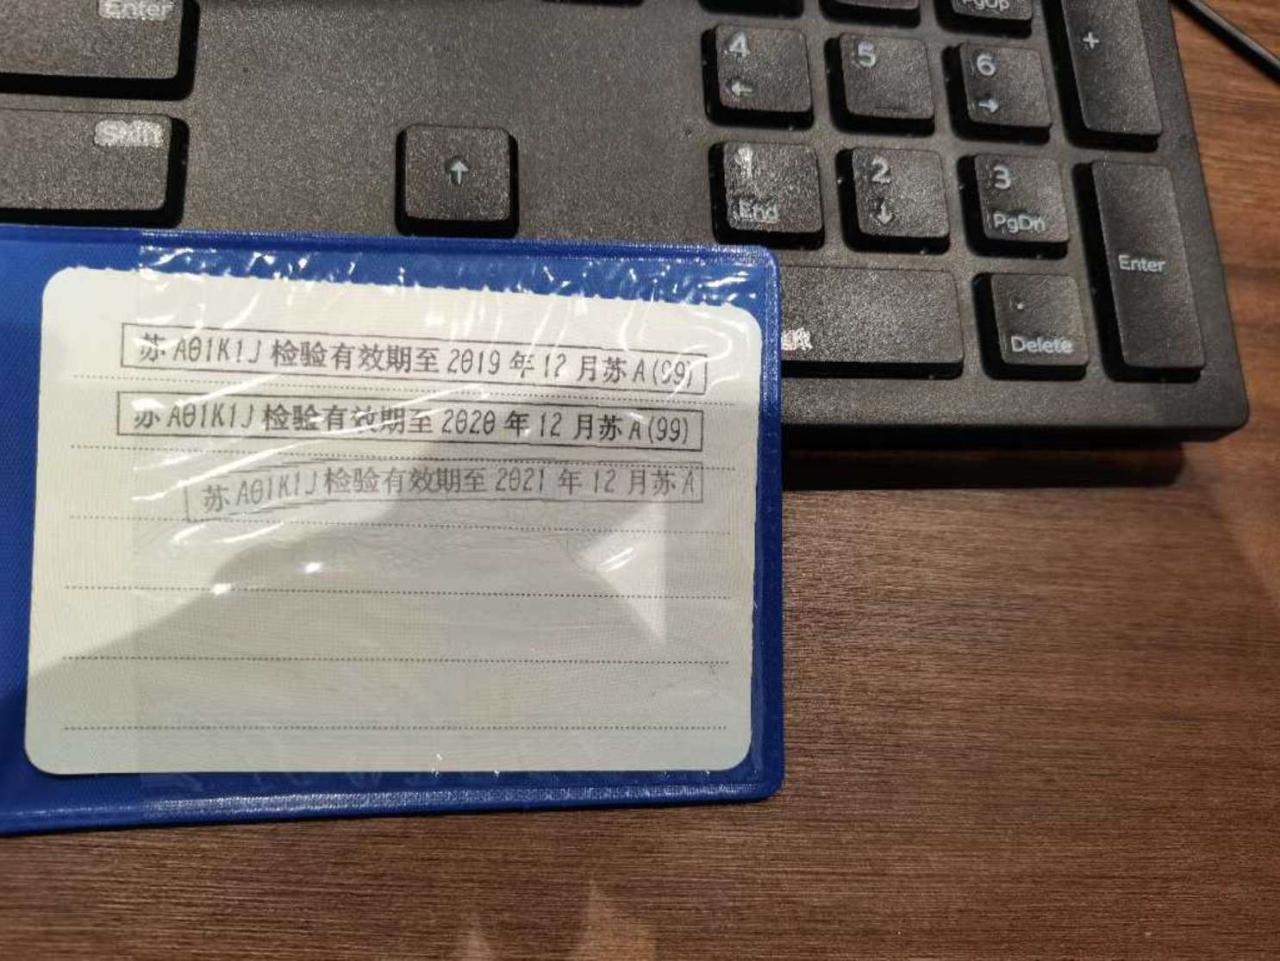 Enter
PgUp
+
4
←
5
6
→
Shift
↑
1
End
2
↓
3
PgDn
Enter
.
Delete
苏A01K1J检验有效期至2019年12月苏A(99)
苏A01K1J检验有效期至2020年12月苏A(99)
苏A01K1J检验有效期至2021年12月苏A